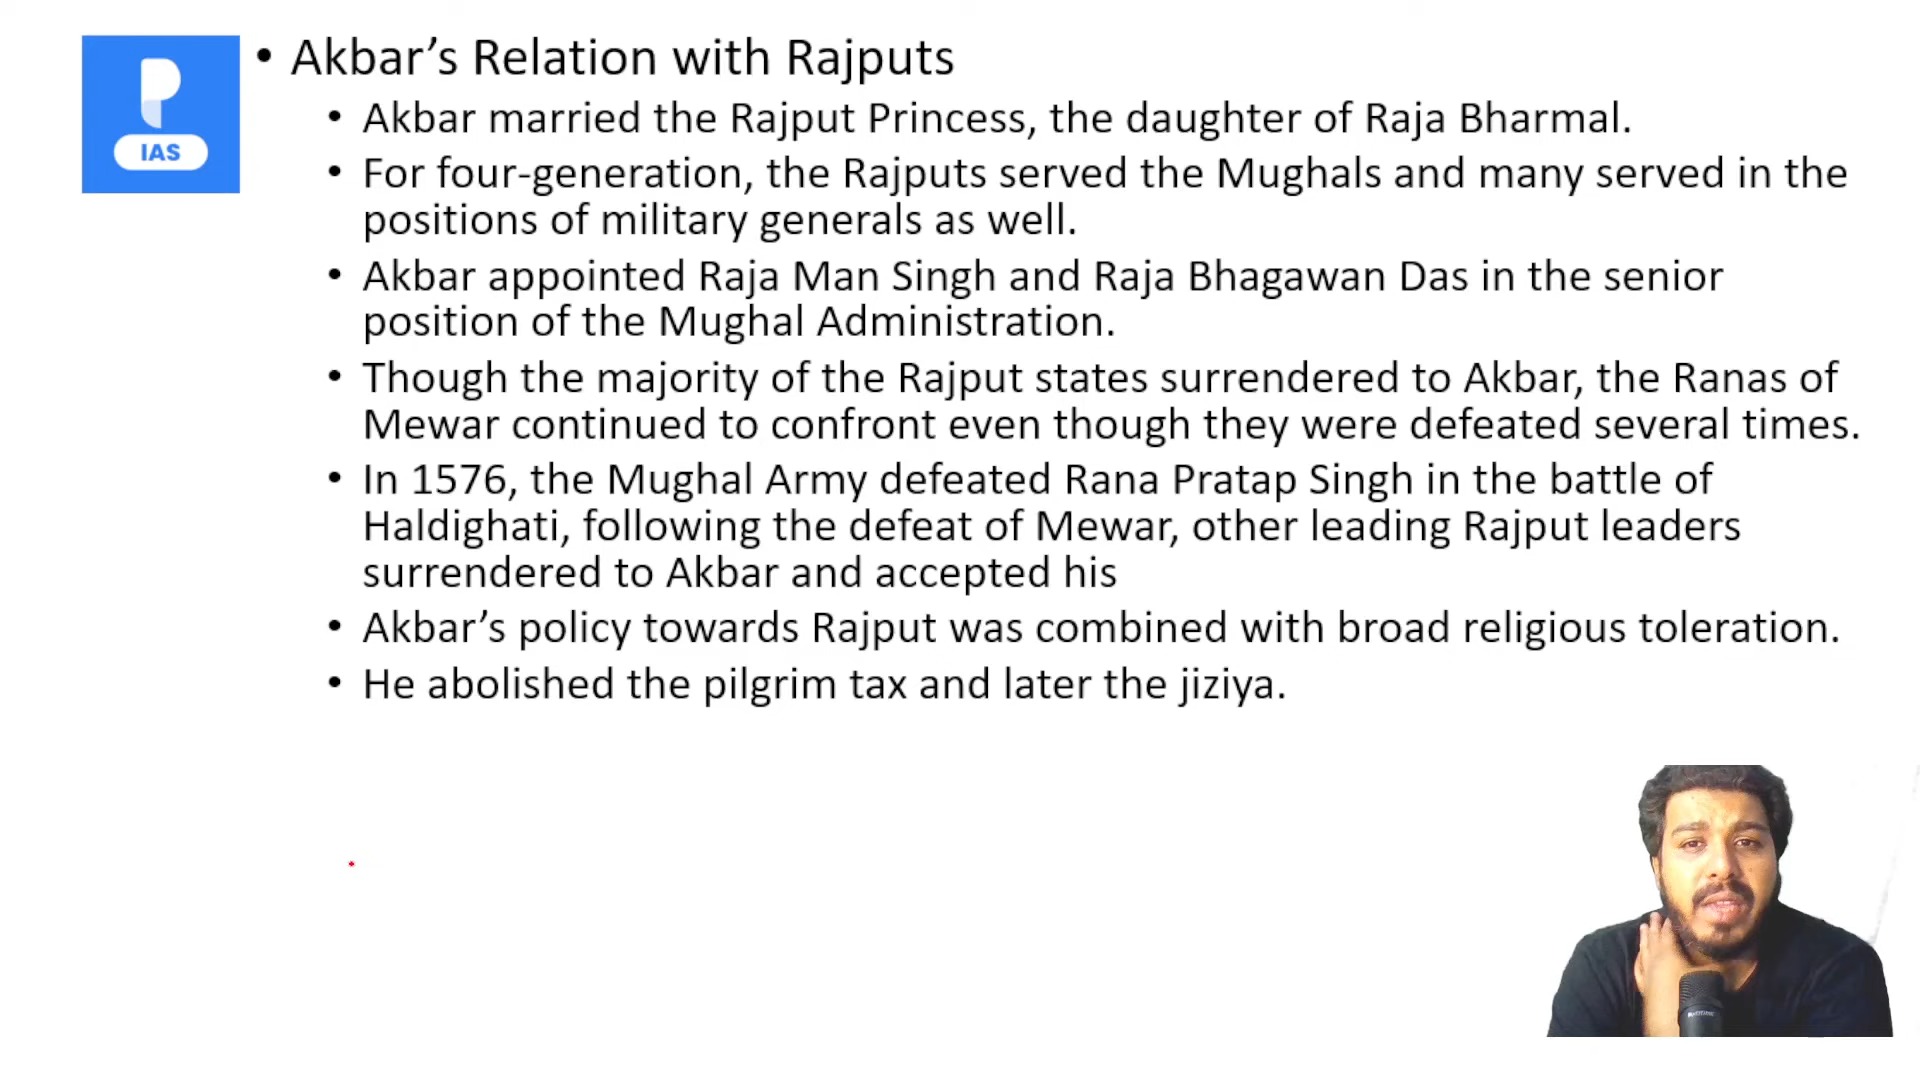 IAS
• Akbar’s Relation with Rajputs
• Akbar married the Rajput Princess, the daughter of Raja Bharmal.
• For four-generation, the Rajputs served the Mughals and many served in the
positions of military generals as well.
• Akbar appointed Raja Man Singh and Raja Bhagawan Das in the senior
position of the Mughal Administration.
• Though the majority of the Rajput states surrendered to Akbar, the Ranas of
Mewar continued to confront even though they were defeated several times.
• In 1576, the Mughal Army defeated Rana Pratap Singh in the battle of
Haldighati, following the defeat of Mewar, other leading Rajput leaders
surrendered to Akbar and accepted his
• Akbar’s policy towards Rajput was combined with broad religious toleration.
• He abolished the pilgrim tax and later the jiziya.